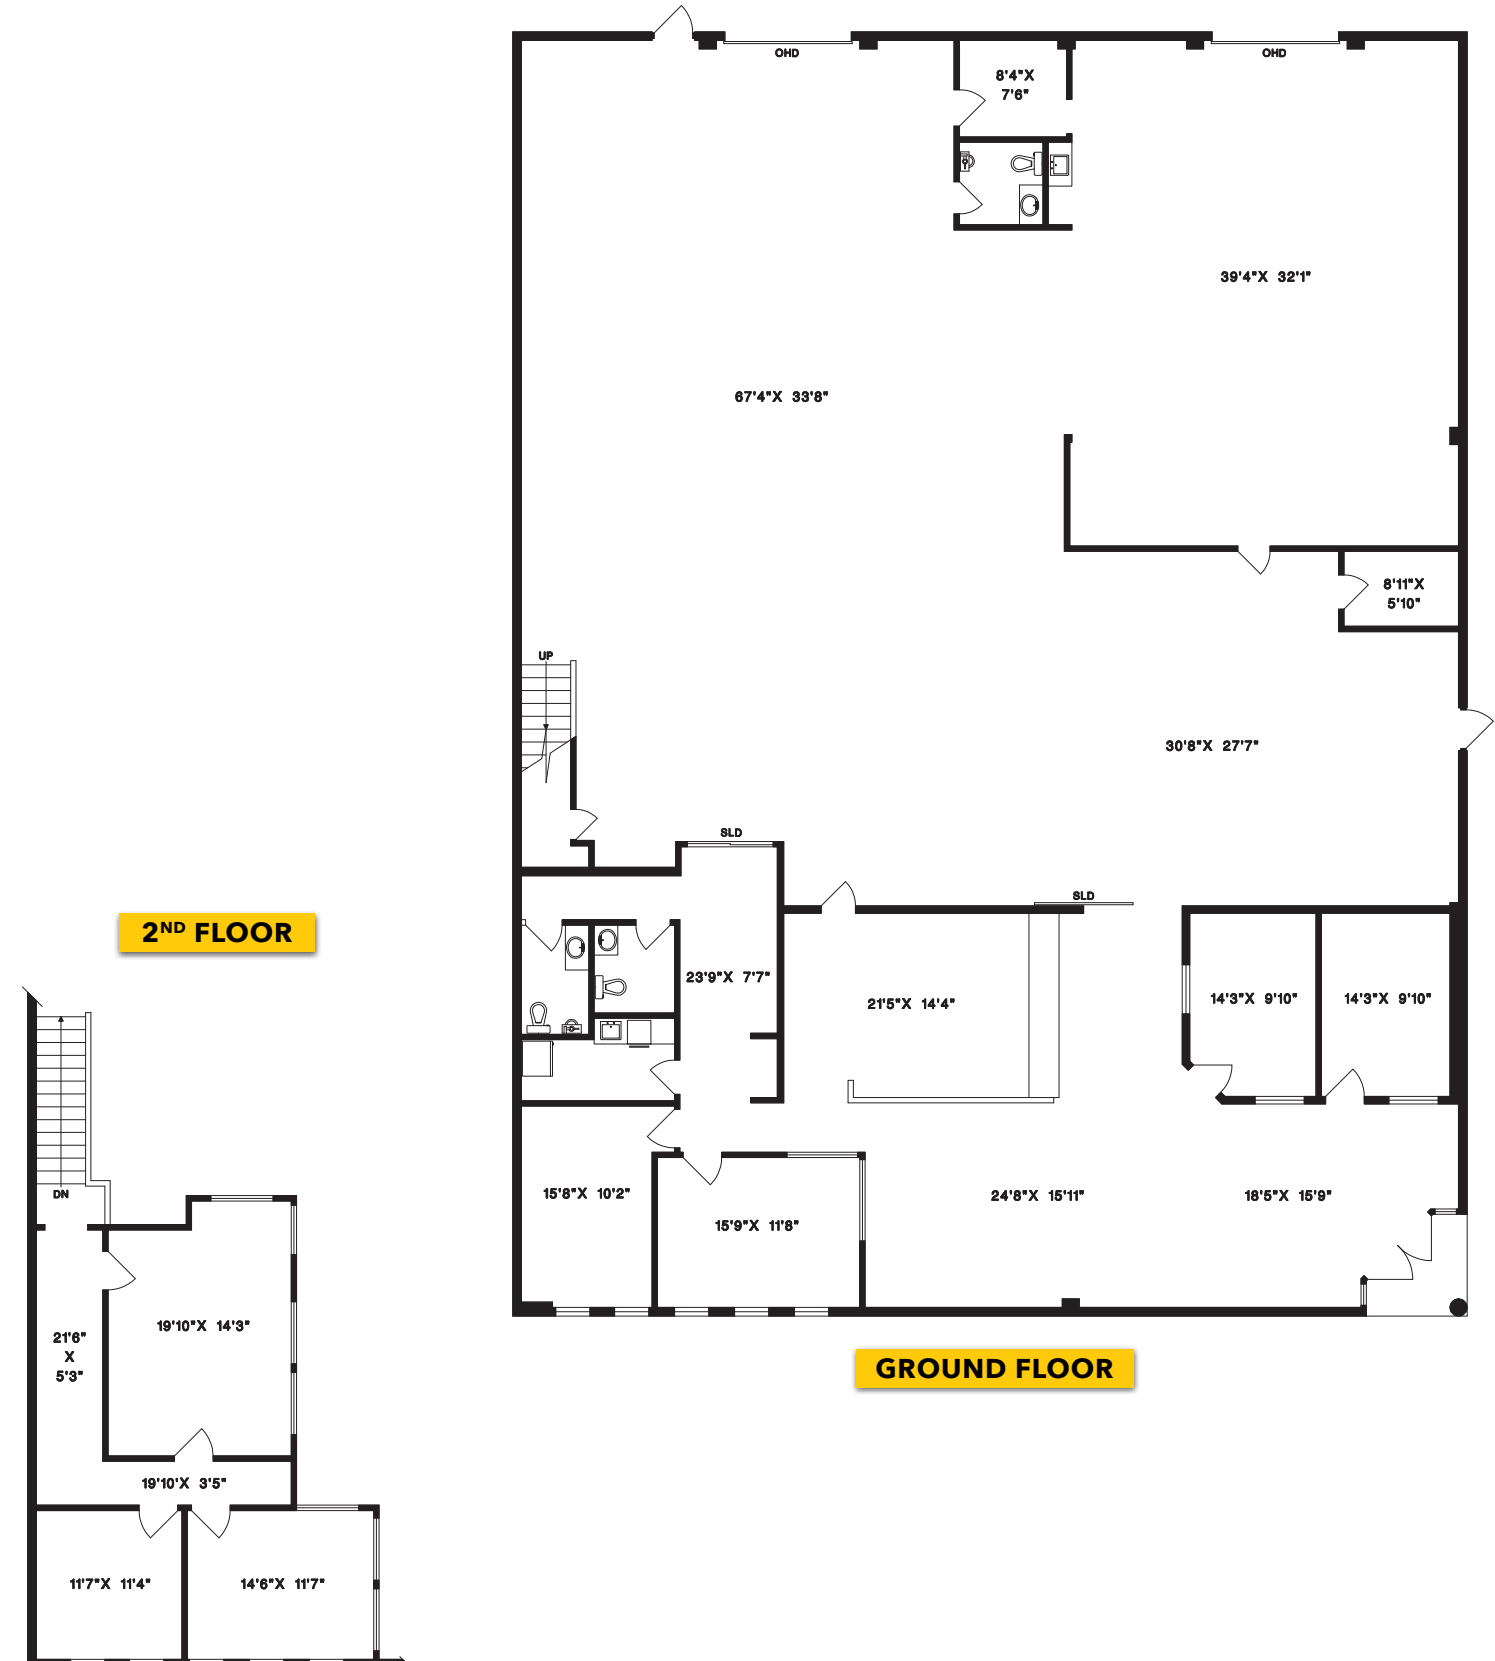 OHD
OHD
8'4"X
7'6"
39'4"X 32'1"
67'4"X 33'8"
8'11"X
5'10"
UP
30'8"X 27'7"
SLD
SLD
2ND FLOOR
23'9"X 7'7"
21'5"X 14'4"
14'3"X 9'10"
14'3"X 9'10"
15'8"X 10'2"
15'9"X 11'8"
24'8"X 15'11"
18'5"X 15'9"
GROUND FLOOR
DN
19'10"X 14'3"
21'6"
X
5'3"
19'10'X 3'5"
11'7"X 11'4"
14'6"X 11'7"